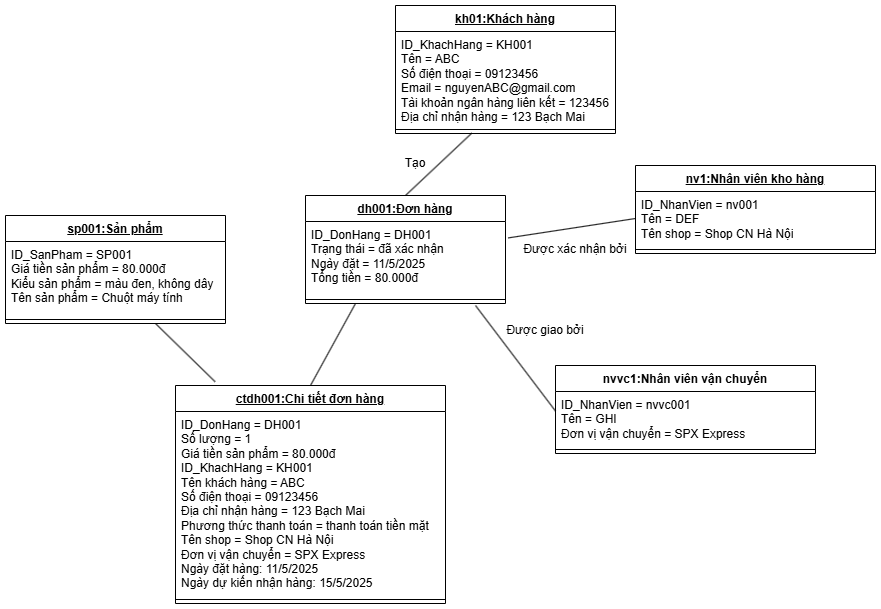 kh01:Khách hàng
ID_KhachHang = KH001
Tên = ABC
Số điện thoại = 09123456
Email = nguyenABC@gmail.com
Tài khoản ngân hàng liên kết = 123456
Địa chỉ nhận hàng = 123 Bạch Mai
Tạo
nv1:Nhân viên kho hàng
ID_NhanVien = nv001
Tên = DEF
Tên shop = Shop CN Hà Nội
dh001:Đơn hàng
ID_DonHang = DH001
Trạng thái = đã xác nhận
Ngày đặt = 11/5/2025
Tổng tiền = 80.000đ
Được xác nhận bởi
sp001:Sản phẩm
ID_SanPham = SP001
Giá tiền sản phẩm = 80.000đ
Kiểu sản phẩm = màu đen, không dây
Tên sản phẩm = Chuột máy tính
Được giao bởi
nvvc1:Nhân viên vận chuyển
ID_NhanVien = nvvc001
Tên = GHI
Đơn vị vận chuyển = SPX Express
ctdh001:Chi tiết đơn hàng
ID_DonHang = DH001
Số lượng = 1
Giá tiền sản phẩm = 80.000đ
ID_KhachHang = KH001
Tên khách hàng = ABC
Số điện thoại = 09123456
Địa chỉ nhận hàng = 123 Bạch Mai
Phương thức thanh toán = thanh toán tiền mặt
Tên shop = Shop CN Hà Nội
Đơn vị vận chuyển = SPX Express
Ngày đặt hàng: 11/5/2025
Ngày dự kiến nhận hàng: 15/5/2025